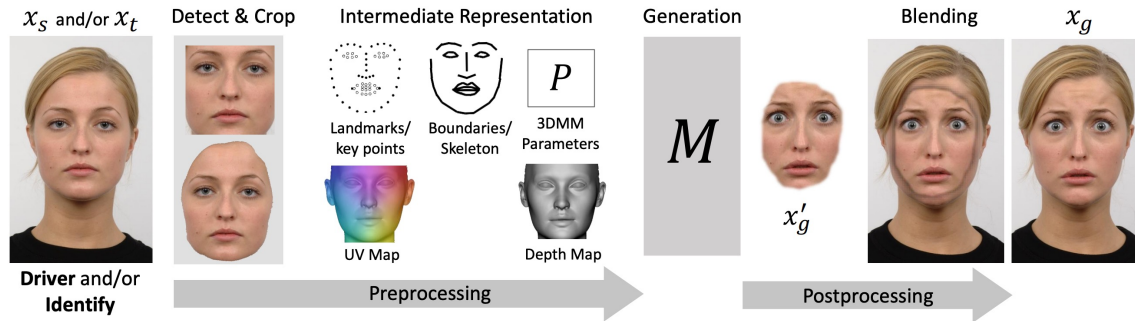 x_s and/or x_t
Detect & Crop
Intermediate Representation
Generation
Blending
x_g
Landmarks/
key points
Boundaries/
Skeleton
P
3DMM
Parameters
UV Map
Depth Map
M
x'_g
Driver and/or
Identify
Preprocessing
Postprocessing